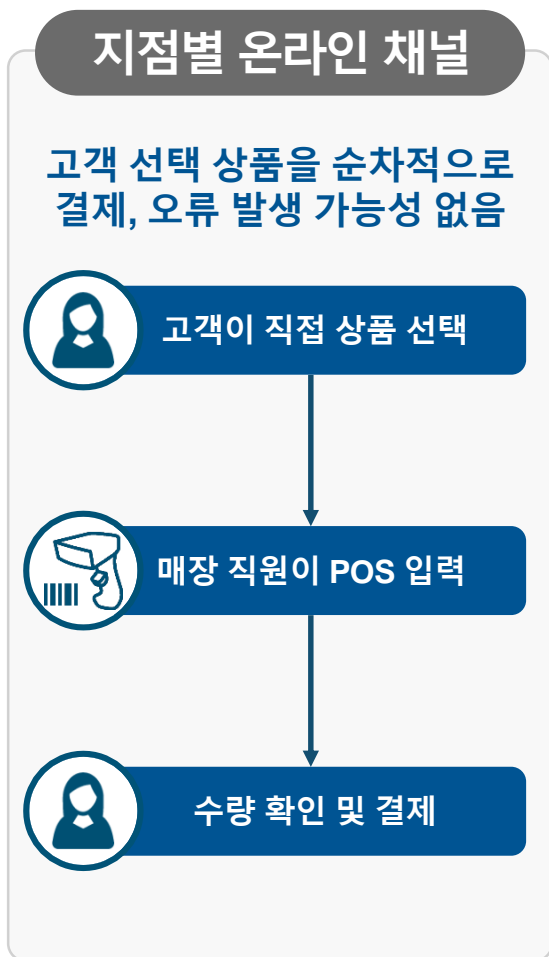 지점별 온라인 채널
고객 선택 상품을 순차적으로
결제, 오류 발생 가능성 없음
고객이 직접 상품 선택
매장 직원이 POS 입력
수량 확인 및 결제